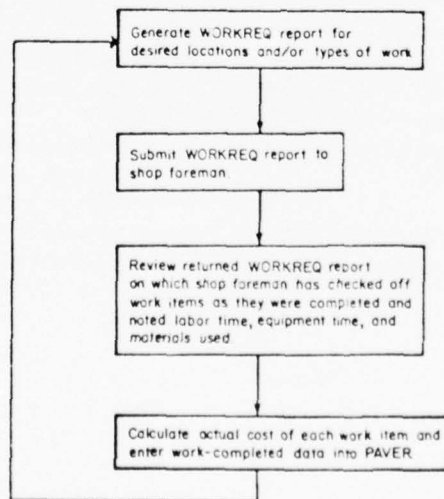 Generate WORKREQ report for
desired locations and/or types of work
Submit WORKREQ report to
shop foreman.
Review returned WORKREQ report
on which shop foreman has checked off
work items as they were completed and
noted labor time, equipment time, and
materials used.
Calculate actual cost of each work item and
enter work-completed data into PAVER